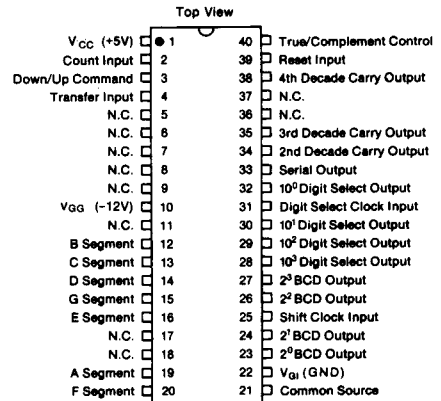 Top View
VCC (+5V) 1 40 True/Complement Control
Count Input 2 39 Reset Input
Down/Up Command 3 38 4th Decade Carry Output
Transfer Input 4 37 N.C.
N.C. 5 36 N.C.
N.C. 6 35 3rd Decade Carry Output
N.C. 7 34 2nd Decade Carry Output
N.C. 8 33 Serial Output
N.C. 9 32 10⁰ Digit Select Output
VGG (-12V) 10 31 Digit Select Clock Input
N.C. 11 30 10¹ Digit Select Output
B Segment 12 29 10² Digit Select Output
C Segment 13 28 10³ Digit Select Output
D Segment 14 27 2³ BCD Output
G Segment 15 26 2² BCD Output
E Segment 16 25 Shift Clock Input
N.C. 17 24 2¹ BCD Output
N.C. 18 23 2⁰ BCD Output
A Segment 19 22 VGI (GND)
F Segment 20 21 Common Source